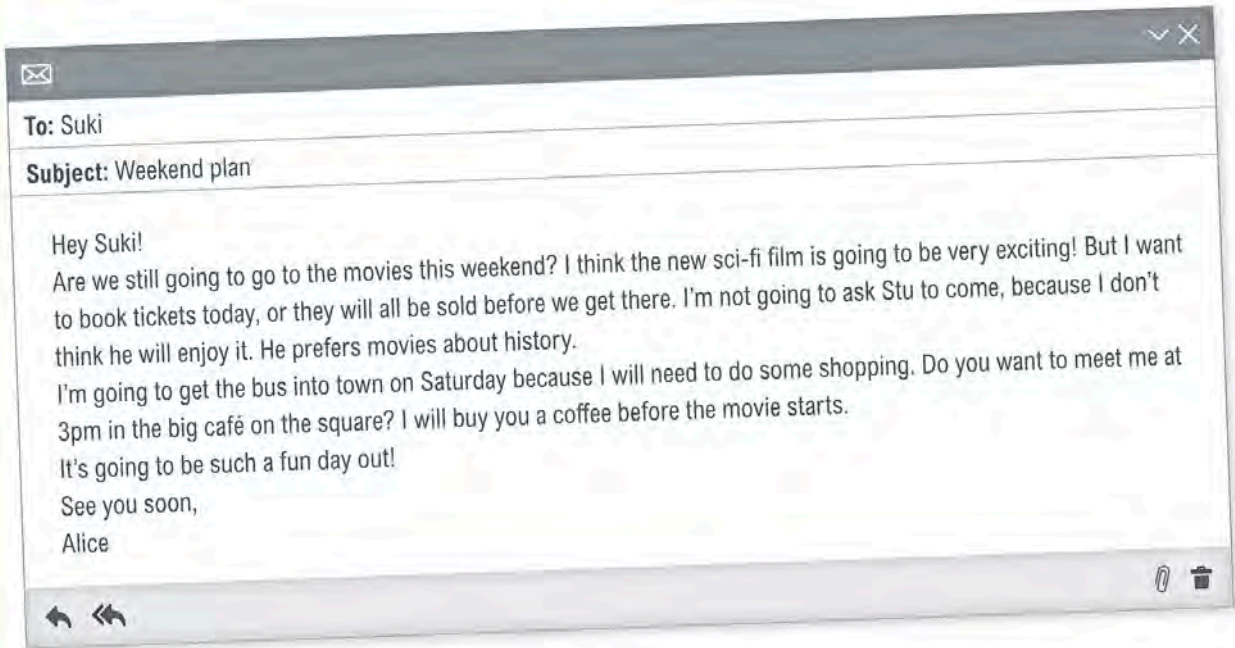 To: Suki
Subject: Weekend plan
Hey Suki!
Are we still going to go to the movies this weekend? I think the new sci-fi film is going to be very exciting! But I want
to book tickets today, or they will all be sold before we get there. I'm not going to ask Stu to come, because I don't
think he will enjoy it. He prefers movies about history.
I'm going to get the bus into town on Saturday because I will need to do some shopping. Do you want to meet me at
3pm in the big café on the square? I will buy you a coffee before the movie starts.
It's going to be such a fun day out!
See you soon,
Alice